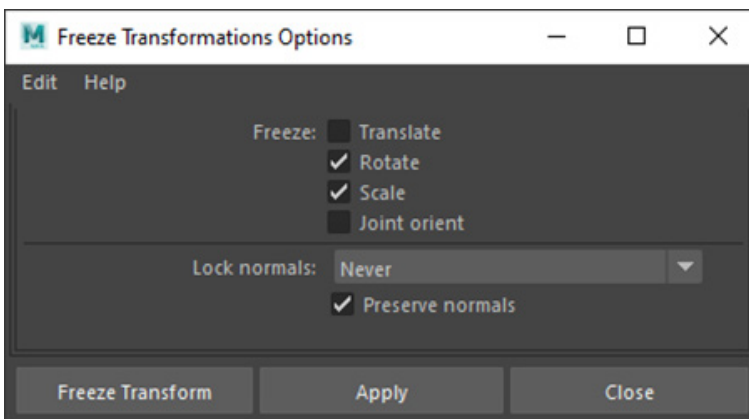 Freeze Transformations Options
Edit Help
Freeze: Translate
Rotate
Scale
Joint orient
Lock normals: Never
Preserve normals
Freeze Transform Apply Close